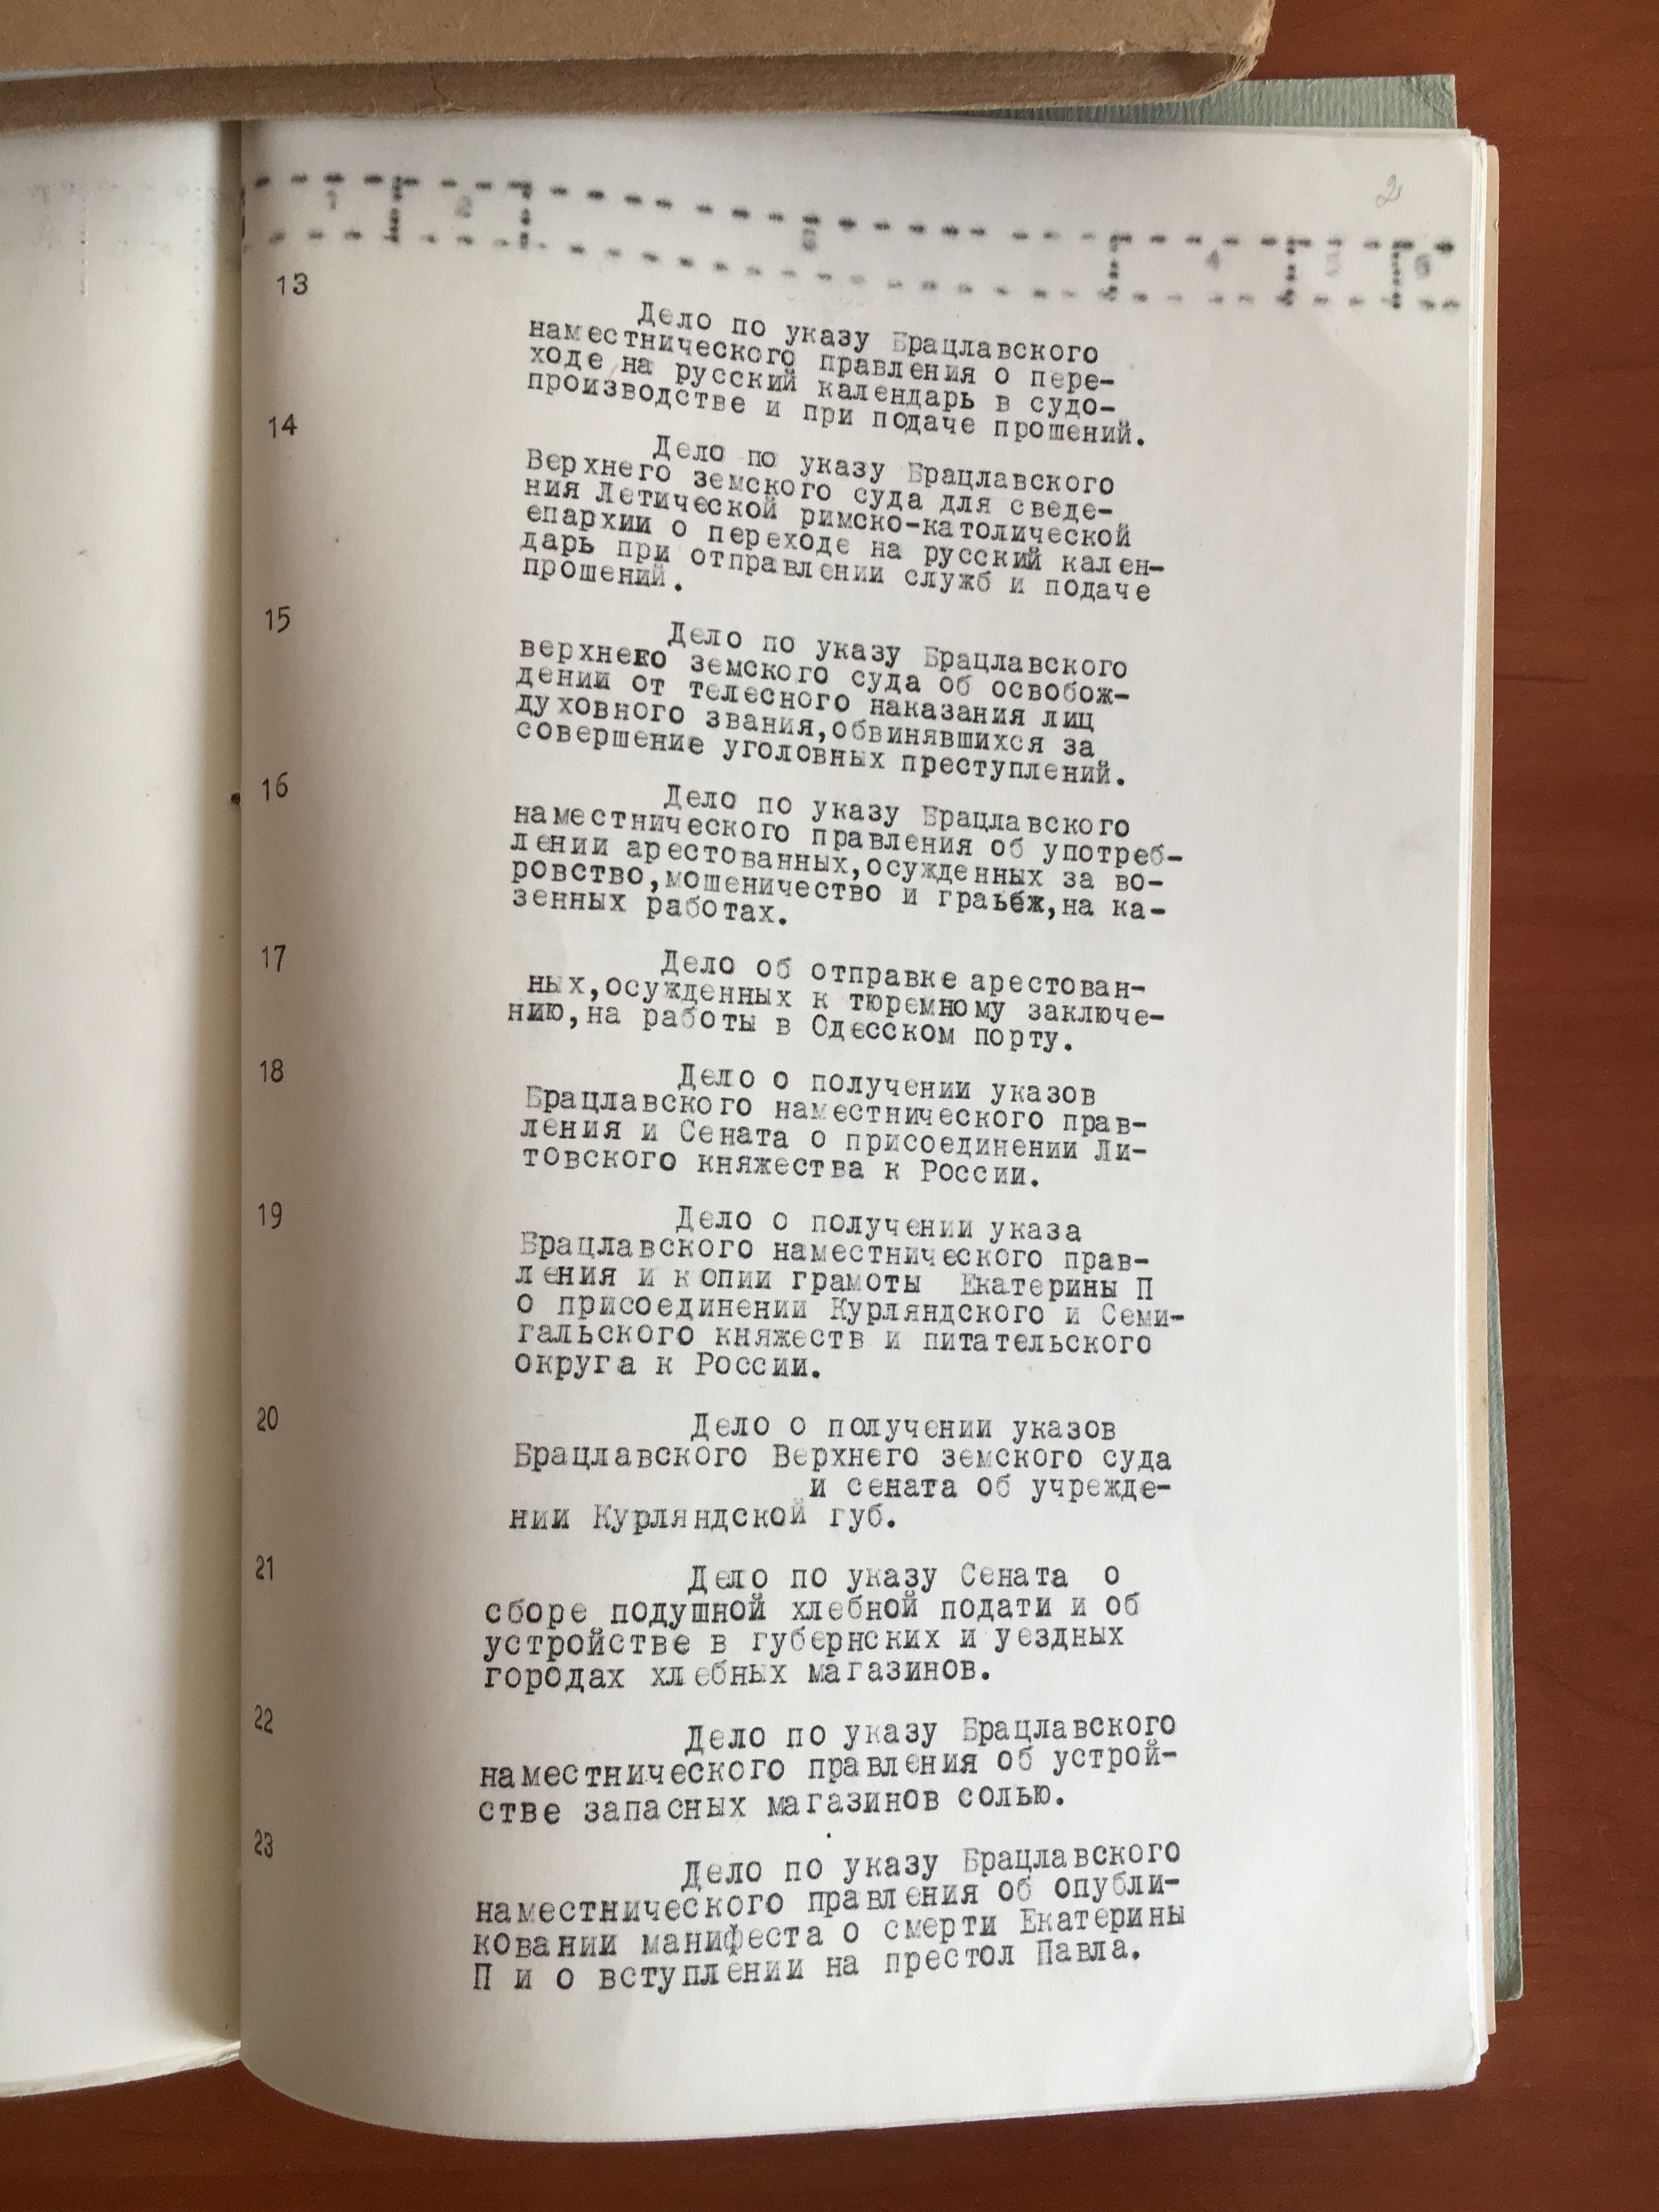 2
13
Дело по указу Брацлавского
наместнического правления о пере-
ходе на русский календарь в судо-
производстве и при подаче прошений.
14
Дело по указу Брацлавского
Верхнего земского суда для сведе-
ния Летической римско-католической
епархии о переходе на русский кален-
дарь при отправлении служб и подаче
прошений.
15
Дело по указу Брацлавского
верхнего земского суда об освобож-
дении от телесного наказания лиц
духовного звания,обвинявшихся за
совершение уголовных преступлений.
16
Дело по указу Брацлавского
наместнического правления об употреб-
лении арестованных,осужденных за во-
ровство,мошеничество и граьбж,на ка-
зенных работах.
17
Дело об отправке арестован-
ных,осужденных к тюремному заключе-
нию,на работы в Одесском порту.
18
Дело о получении указов
Брацлавского наместнического прав-
ления и Сената о присоединении Ли-
товского княжества к России.
19
Дело о получении указа
Брацлавского наместнического прав-
ления и копии грамоты Екатерины П
о присоединении Курляндского и Семи-
гальского княжеств и питательского
округа к России.
20
Дело о получении указов
Брацлавского Верхнего земского суда
и сената об учрежде-
нии Курляндской губ.
21
Дело по указу Сената о
сборе подушной хлебной подати и об
устройстве в губернских и уездных
городах хлебных магазинов.
22
Дело по указу Брацлавского
наместнического правления об устрой-
стве запасных магазинов солью.
23
Дело по указу Брацлавского
наместнического правления об опубли-
ковании манифеста о смерти Екатерины
П и о вступлении на престол Павла.